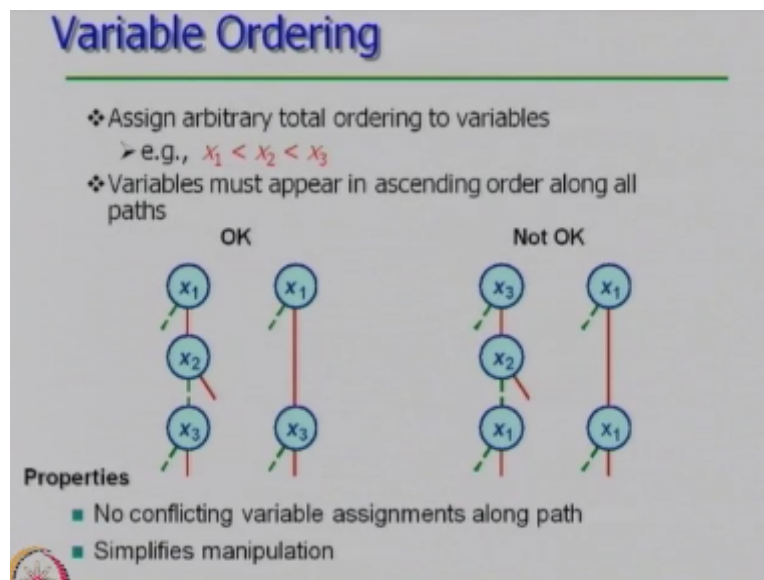 Variable Ordering
❖Assign arbitrary total ordering to variables
➢e.g., x₁ < x₂ < x₃
❖Variables must appear in ascending order along all
paths
OK Not OK
x₁ x₁ x₃ x₁
x₂ x₂
x₃ x₃ x₁ x₁
Properties
■ No conflicting variable assignments along path
■ Simplifies manipulation